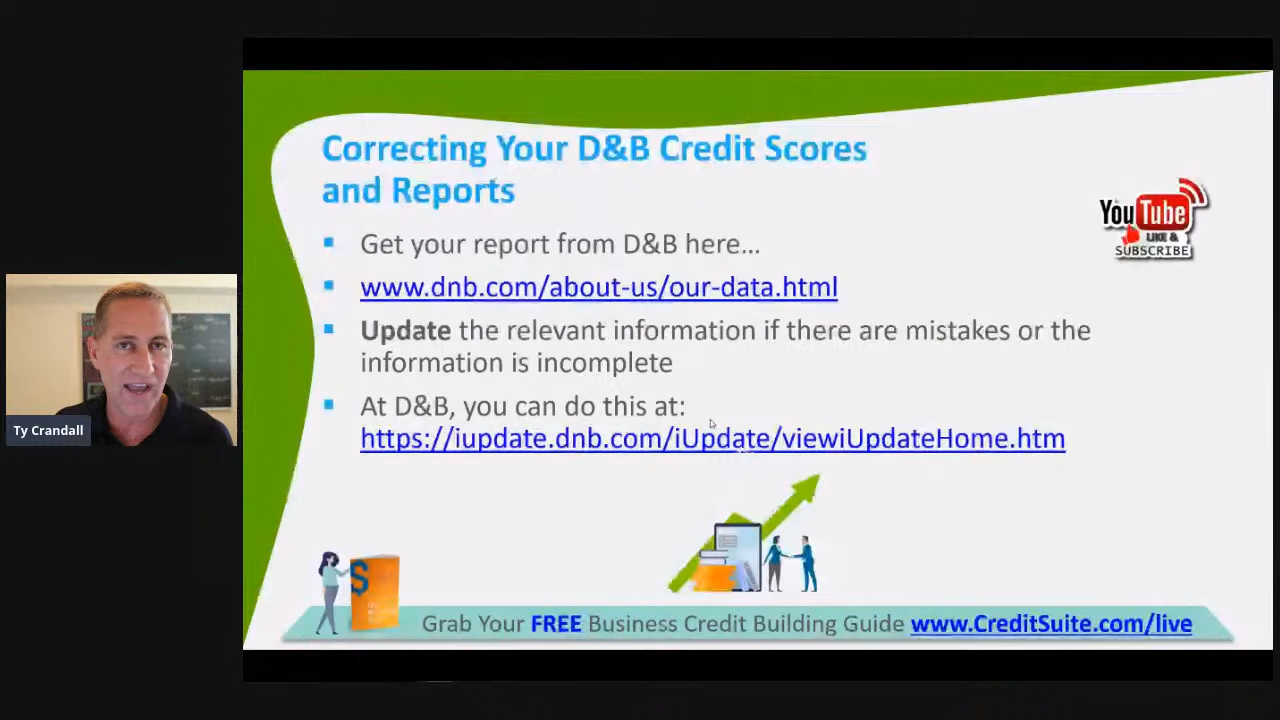 Correcting Your D&B Credit Scores
and Reports
Get your report from D&B here...
www.dnb.com/about-us/our-data.html
Update the relevant information if there are mistakes or the
information is incomplete
At D&B, you can do this at:
https://iupdate.dnb.com/iUpdate/viewiUpdateHome.htm
YouTube
LIKE &
SUBSCRIBE
Ty Crandall
$
Grab Your FREE Business Credit Building Guide www.CreditSuite.com/live